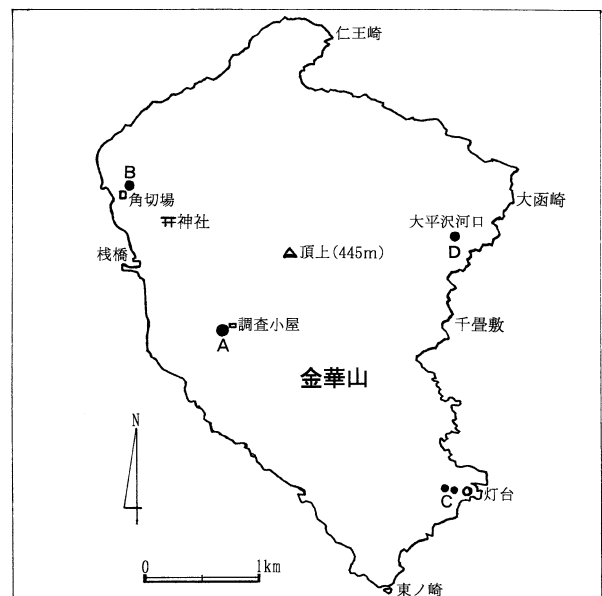 仁王崎
B
角切場
神社
大函崎
大平沢河口
D
桟橋
頂上(445m)
調査小屋
A
千畳敷
金華山
N
C
灯台
0 1km
東ノ崎